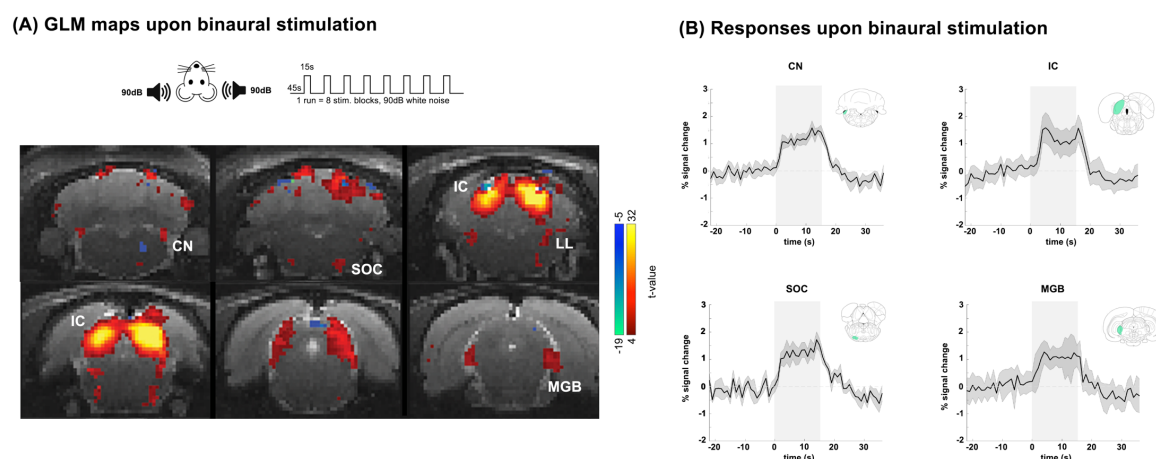 (A) GLM maps upon binaural stimulation
15s
90dB
90dB
45s
1 run = 8 stim. blocks, 90dB white noise
CN
SOC
IC
LL
IC
MGB
-5
32
t-value
-19
4
(B) Responses upon binaural stimulation
CN
3
2
1
0
-1
-2
% signal change
-20 -10 0 10 20 30
time (s)
IC
3
2
1
0
-1
-2
% signal change
-20 -10 0 10 20 30
time (s)
SOC
3
2
1
0
-1
-2
% signal change
-20 -10 0 10 20 30
time (s)
MGB
3
2
1
0
-1
-2
% signal change
-20 -10 0 10 20 30
time (s)